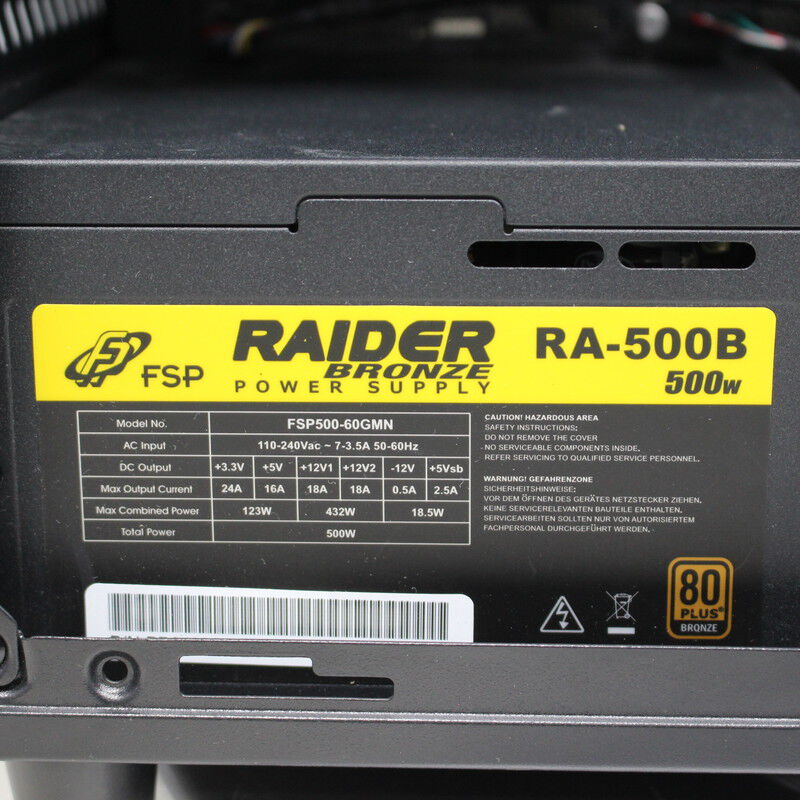 FSP
RAIDER
BRONZE
POWER SUPPLY
RA-500B
500W
Model No. FSP500-60GMN
AC Input 110-240Vac ~ 7-3.5A 50-60Hz
DC Output +3.3V +5V +12V1 +12V2 -12V +5Vsb
Max Output Current 24A 16A 18A 18A 0.5A 2.5A
Max Combined Power 123W 432W 18.5W
Total Power 500W
CAUTION! HAZARDOUS AREA
SAFETY INSTRUCTIONS:
DO NOT REMOVE THE COVER
NO SERVICEABLE COMPONENTS INSIDE.
REFER SERVICING TO QUALIFIED SERVICE PERSONNEL.
WARNUNG! GEFAHRENZONE
SICHERHEITSHINWEISE:
VOR DEM ÖFFNEN DES GERÄTES NETZSTECKER ZIEHEN.
KEINE SERVICERELEVANTEN BAUTEILE ENTHALTEN.
SERVICEARBEITEN SOLLTEN NUR VON AUTORISIERTEM
FACHPERSONAL DURCHGEFÜHRT WERDEN.
80
PLUS®
BRONZE